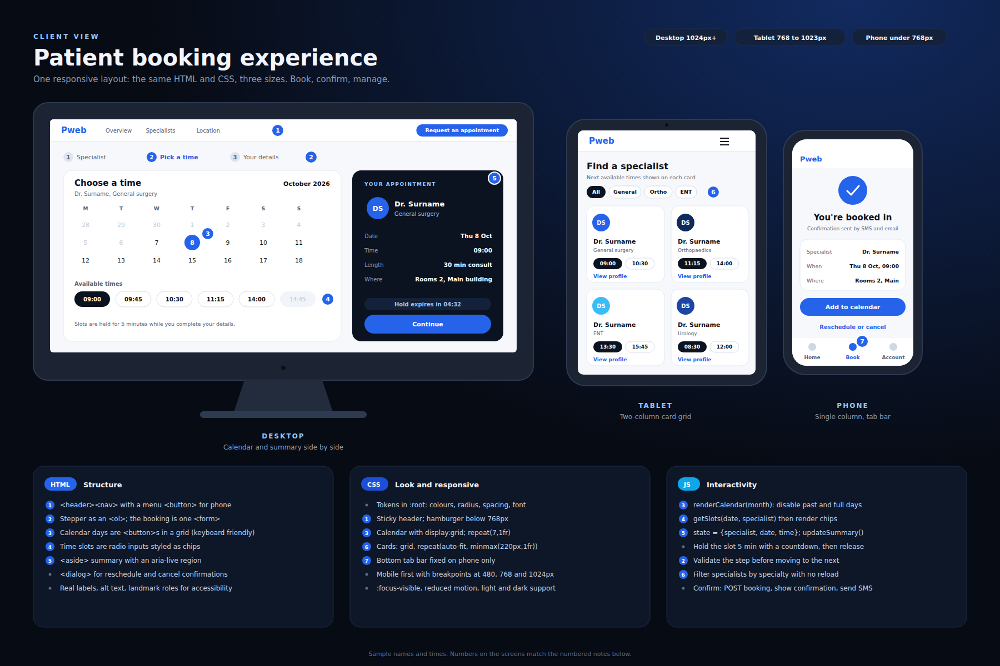 CLIENT VIEW
Patient booking experience
One responsive layout: the same HTML and CSS, three sizes. Book, confirm, manage.
Desktop 1024px+
Tablet 768 to 1023px
Phone under 768px
Pweb
Overview
Specialists
Location
1
Request an appointment
1 Specialist
2 Pick a time
3 Your details
2
Choose a time
October 2026
Dr. Surname, General surgery
M T W T F S S
28 29 30 1 2 3 4
3
5 6 7 8 9 10 11
12 13 14 15 16 17 18
Available times
09:00 09:45 10:30 11:15 14:00 14:45
4
Slots are held for 5 minutes while you complete your details.
5
YOUR APPOINTMENT
DS
Dr. Surname
General surgery
Date Thu 8 Oct
Time 09:00
Length 30 min consult
Where Rooms 2, Main building
Hold expires in 04:32
Continue
DESKTOP
Calendar and summary side by side
Pweb
Find a specialist
Next available times shown on each card
All General Ortho ENT
6
DS
Dr. Surname
General surgery
09:00 10:30
View profile
DS
Dr. Surname
Orthopaedics
11:15 14:00
View profile
DS
Dr. Surname
ENT
13:30 15:45
View profile
DS
Dr. Surname
Urology
08:30 12:00
View profile
TABLET
Two-column card grid
Pweb
You're booked in
Confirmation sent by SMS and email
Specialist Dr. Surname
When Thu 8 Oct, 09:00
Where Rooms 2, Main
Add to calendar
Reschedule or cancel
7
Home Book Account
PHONE
Single column, tab bar
HTML Structure
1 <header><nav> with a menu <button> for phone
2 Stepper as an <ol>; the booking is one <form>
3 Calendar days are <button>s in a grid (keyboard friendly)
4 Time slots are radio inputs styled as chips
5 <aside> summary with an aria-live region
<dialog> for reschedule and cancel confirmations
Real labels, alt text, landmark roles for accessibility
CSS Look and responsive
Tokens in :root: colours, radius, spacing, font
1 Sticky header; hamburger below 768px
3 Calendar with display:grid; repeat(7,1fr)
6 Cards: grid, repeat(auto-fit, minmax(220px,1fr))
7 Bottom tab bar fixed on phone only
Mobile first with breakpoints at 480, 768 and 1024px
:focus-visible, reduced motion, light and dark support
JS Interactivity
3 renderCalendar(month): disable past and full days
4 getSlots(date, specialist) then render chips
5 state = {specialist, date, time}; updateSummary()
Hold the slot 5 min with a countdown, then release
2 Validate the step before moving to the next
6 Filter specialists by specialty with no reload
Confirm: POST booking, show confirmation, send SMS
Sample names and times. Numbers on the screens match the numbered notes below.